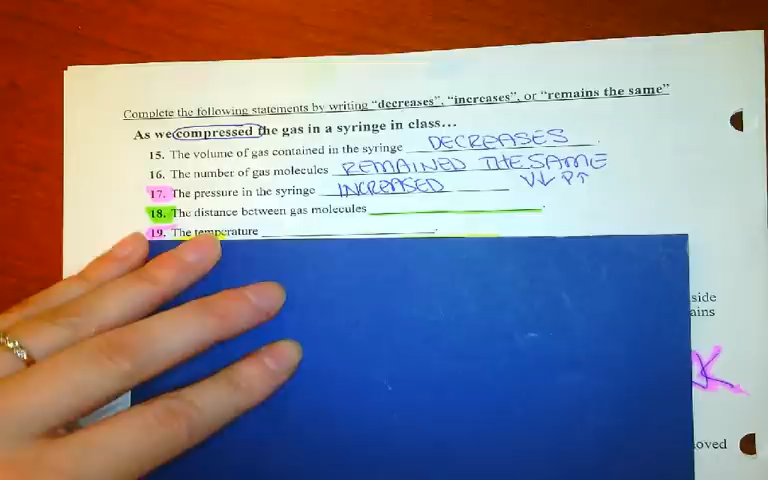 Complete the following statements by writing "decreases", "increases", or "remains the same"
As we compressed the gas in a syringe in class...
15. The volume of gas contained in the syringe DECREASES.
16. The number of gas molecules REMAINED THE SAME
17. The pressure in the syringe INCREASED V↓ P↑
18. The distance between gas molecules ____________.
19. The temperature ____________.
side
ains
K
oved